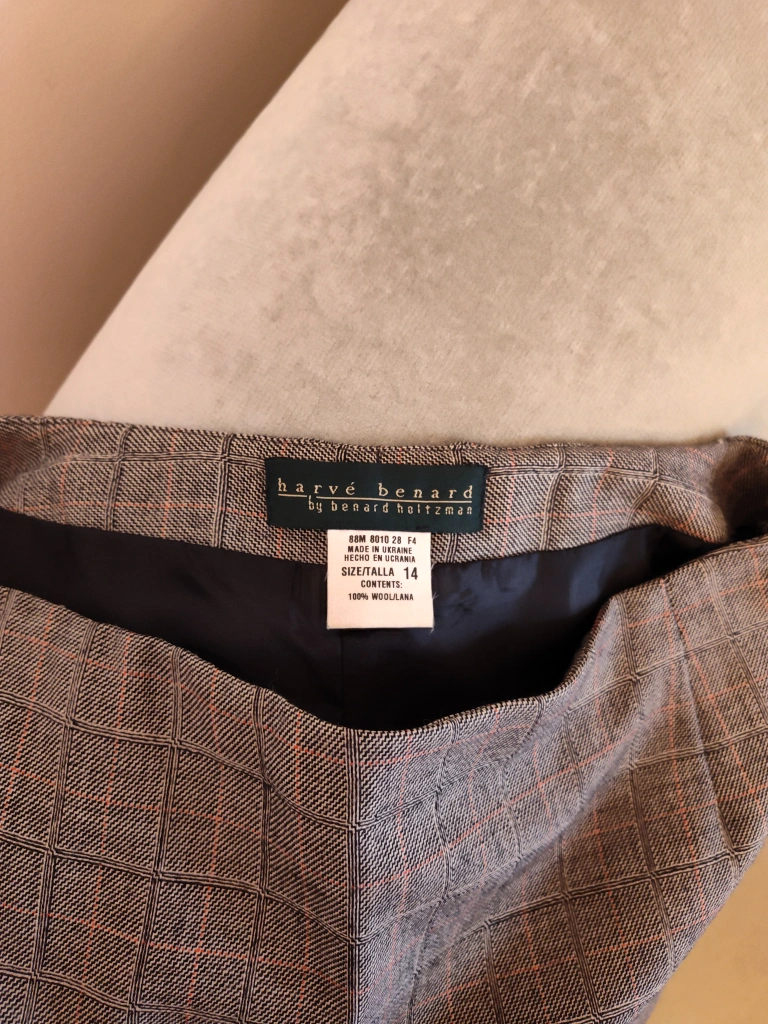 harvé benard
by benard holtzman
88M 8010 28 F4
MADE IN UKRAINE
HECHO EN UCRANIA
SIZE/TALLA 14
CONTENTS:
100% WOOL/LANA